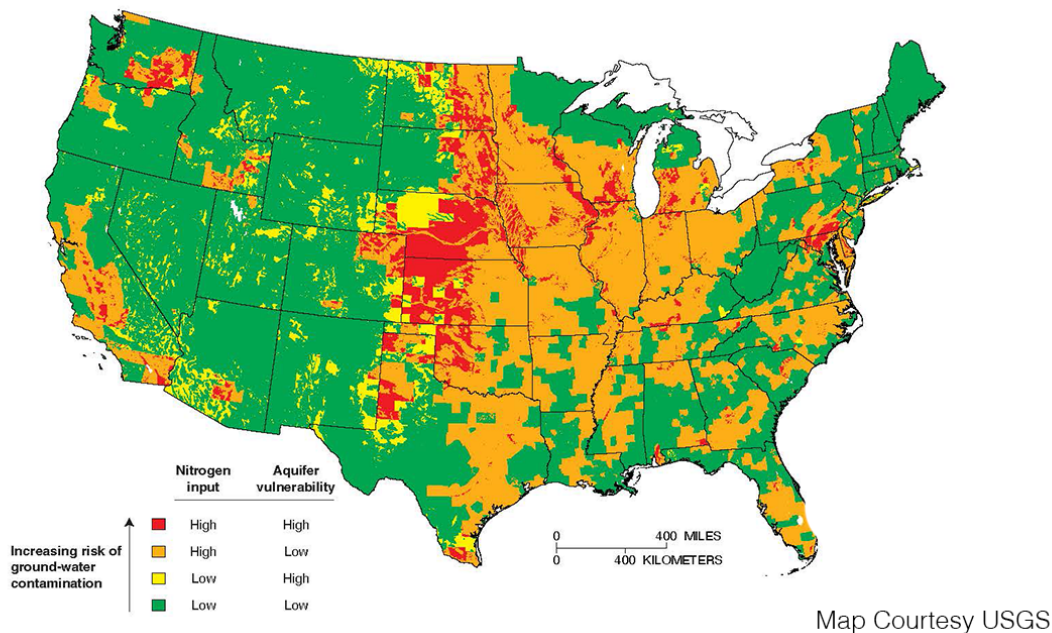 Nitrogen input
Aquifer vulnerability
High High
Increasing risk of ground-water contamination
High Low
Low High
Low Low
0 400 MILES
0 400 KILOMETERS
Map Courtesy USGS